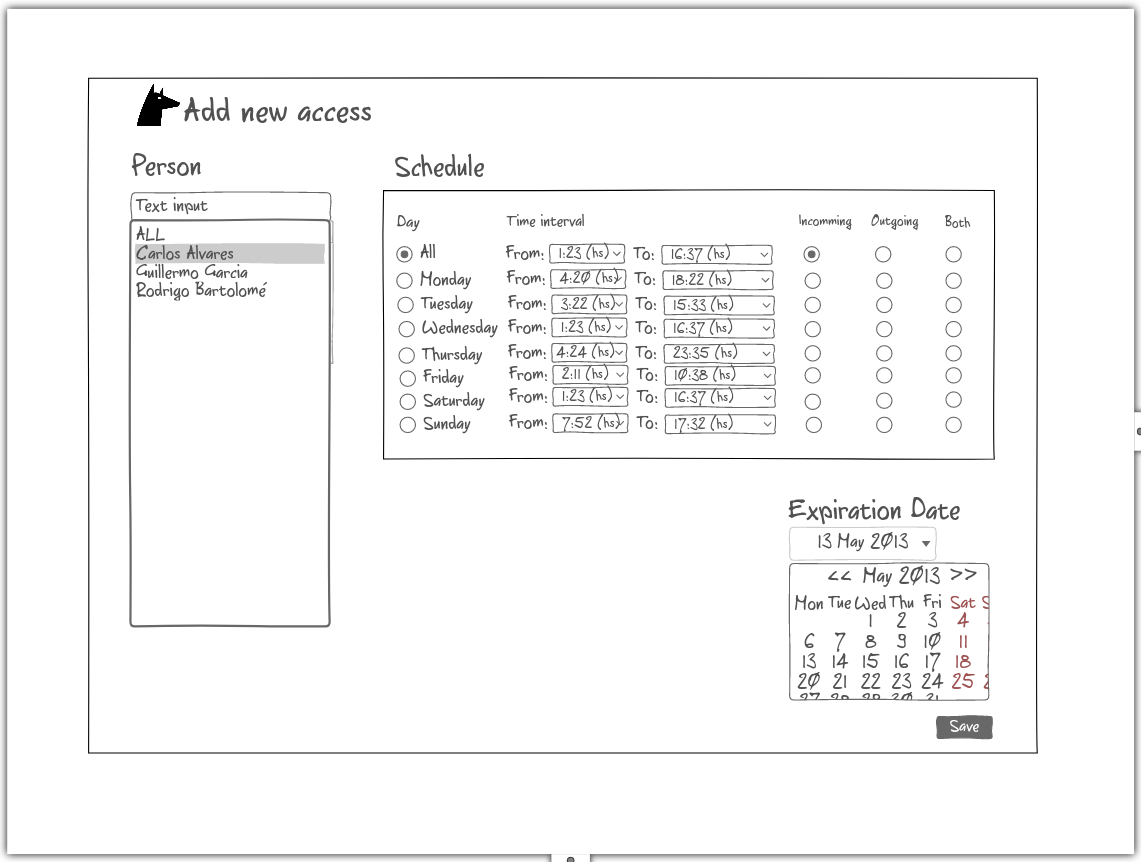 Add new access
Person
Schedule
Text input
ALL
Carlos Alvares
Guillermo Garcia
Rodrigo Bartolomé
Day Time interval Incomming Outgoing Both
All From: 1:23 (hs) To: 16:37 (hs)
Monday From: 4:20 (hs) To: 18:22 (hs)
Tuesday From: 3:22 (hs) To: 15:33 (hs)
Wednesday From: 1:23 (hs) To: 16:37 (hs)
Thursday From: 4:24 (hs) To: 23:35 (hs)
Friday From: 2:11 (hs) To: 10:38 (hs)
Saturday From: 1:23 (hs) To: 16:37 (hs)
Sunday From: 7:52 (hs) To: 17:32 (hs)
Expiration Date
13 May 2013
<< May 2013 >>
Mon Tue Wed Thu Fri Sat S
1 2 3 4
6 7 8 9 10 11
13 14 15 16 17 18
20 21 22 23 24 25 2
27 28 29 30 31
Save